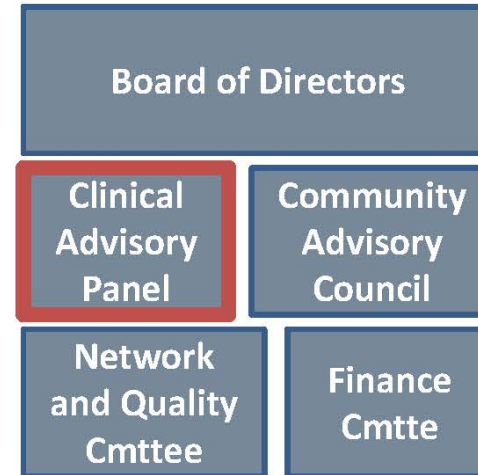 Board of Directors
Clinical
Advisory
Panel
Community
Advisory
Council
Network
and Quality
Cmttee
Finance
Cmtte